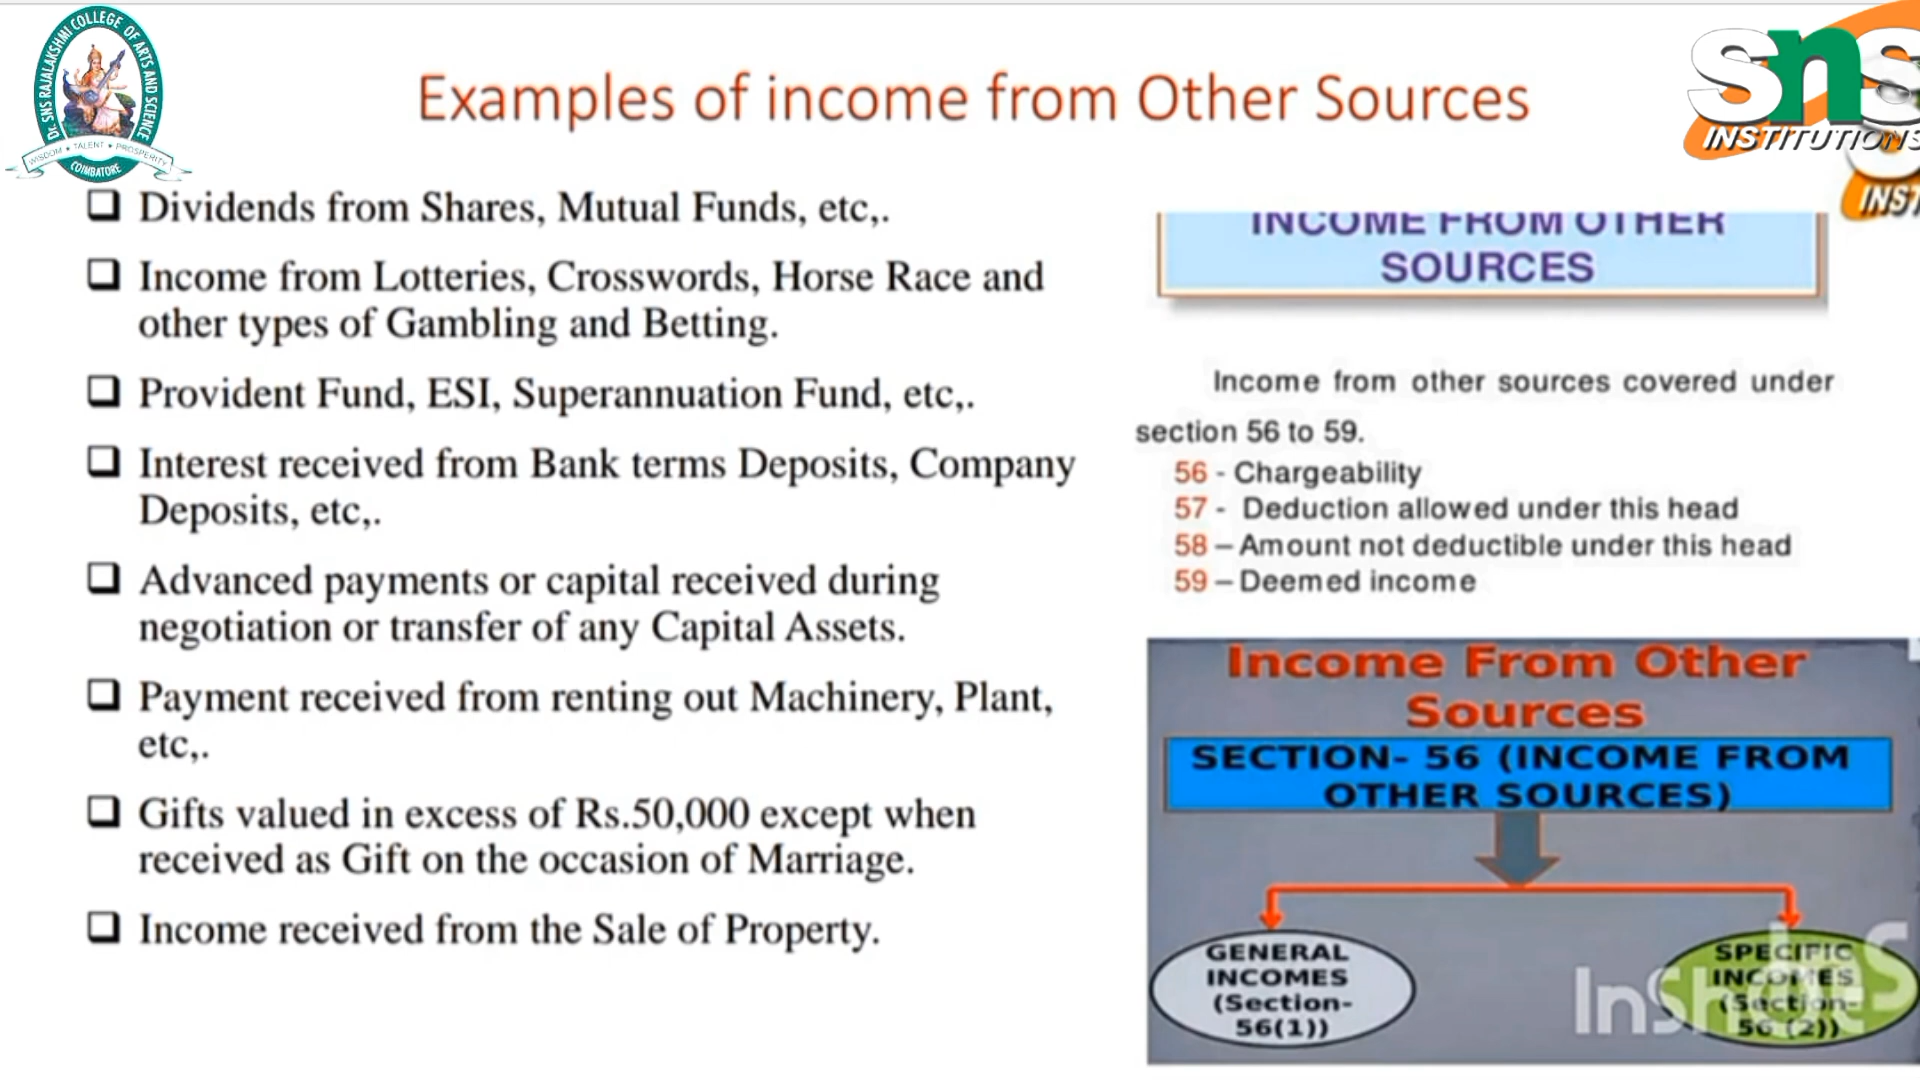 Dr. SNS RAJALAKSHMI COLLEGE OF ARTS AND SCIENCE
WISDOM • TALENT • PROSPERITY
COIMBATORE
Examples of income from Other Sources
sns
INSTITUTIONS
INST
❑ Dividends from Shares, Mutual Funds, etc,.
❑ Income from Lotteries, Crosswords, Horse Race and
other types of Gambling and Betting.
❑ Provident Fund, ESI, Superannuation Fund, etc,.
❑ Interest received from Bank terms Deposits, Company
Deposits, etc,.
❑ Advanced payments or capital received during
negotiation or transfer of any Capital Assets.
❑ Payment received from renting out Machinery, Plant,
etc,.
❑ Gifts valued in excess of Rs.50,000 except when
received as Gift on the occasion of Marriage.
❑ Income received from the Sale of Property.
INCOME FROM OTHER
SOURCES
Income from other sources covered under
section 56 to 59.
56 - Chargeability
57 - Deduction allowed under this head
58 – Amount not deductible under this head
59 – Deemed income
Income From Other
Sources
SECTION- 56 (INCOME FROM
OTHER SOURCES)
GENERAL
INCOMES
(Section-
56(1))
SPECIFIC
INCOMES
(Section-
56 (2))